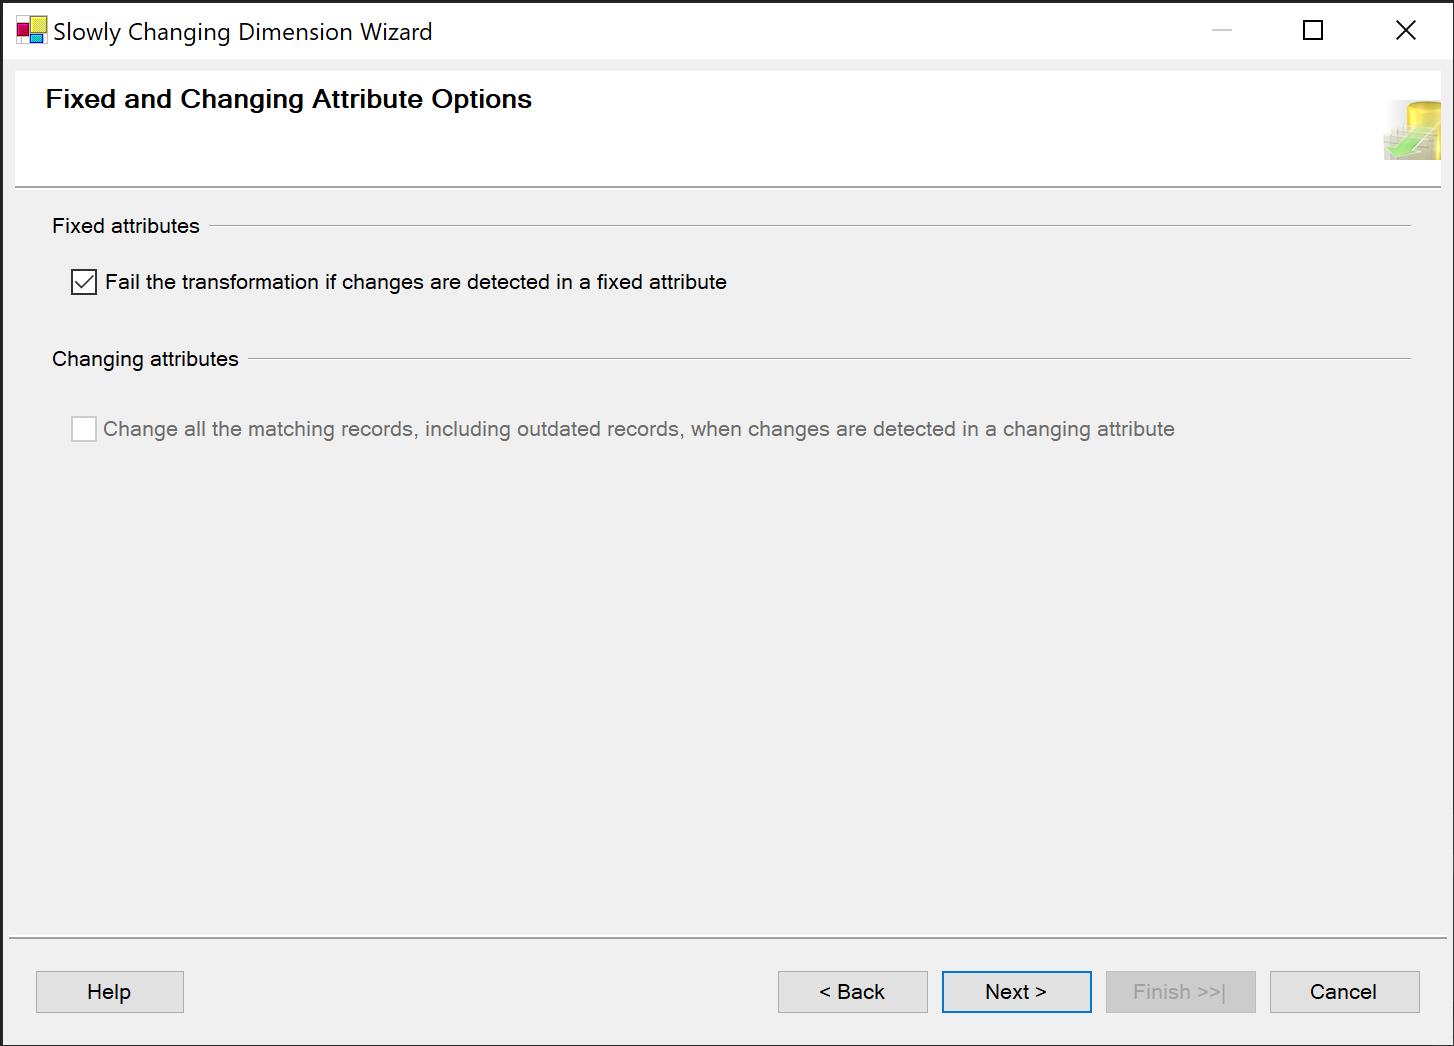 Slowly Changing Dimension Wizard
Fixed and Changing Attribute Options
Fixed attributes
Fail the transformation if changes are detected in a fixed attribute
Changing attributes
Change all the matching records, including outdated records, when changes are detected in a changing attribute
Help
< Back
Next >
Finish >>|
Cancel